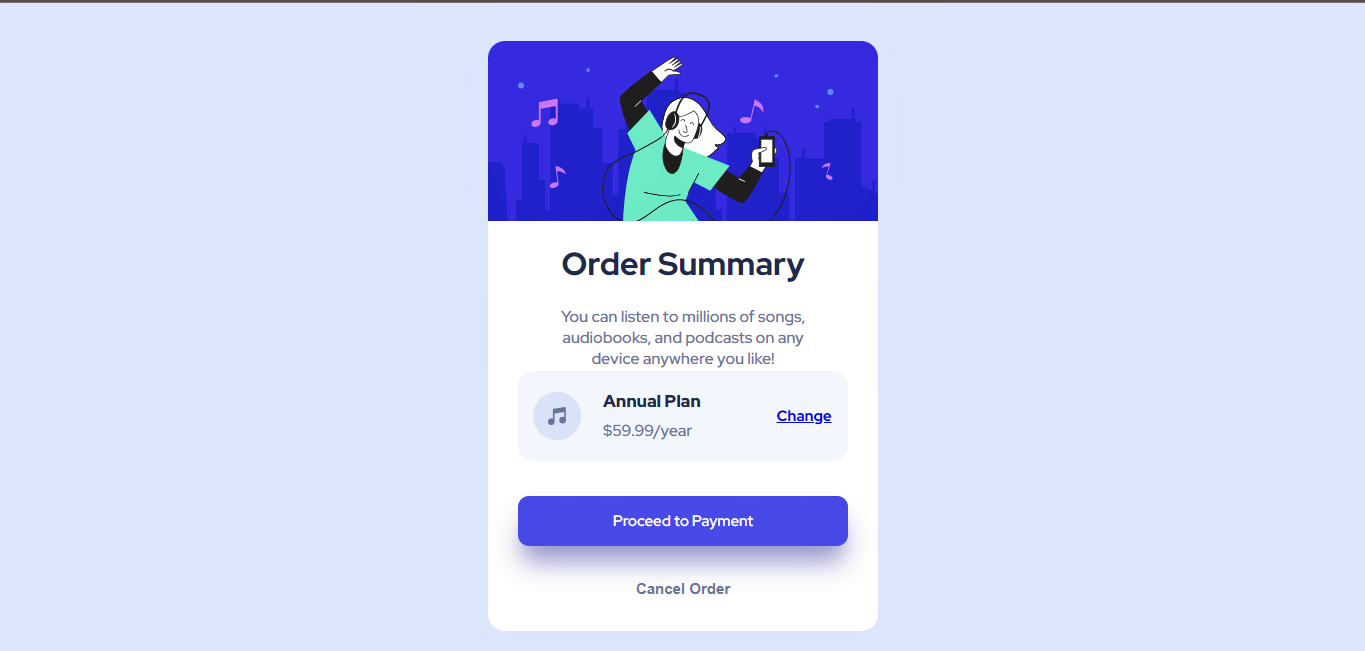 Order Summary
You can listen to millions of songs,
audiobooks, and podcasts on any
device anywhere you like!
Annual Plan
$59.99/year
Change
Proceed to Payment
Cancel Order